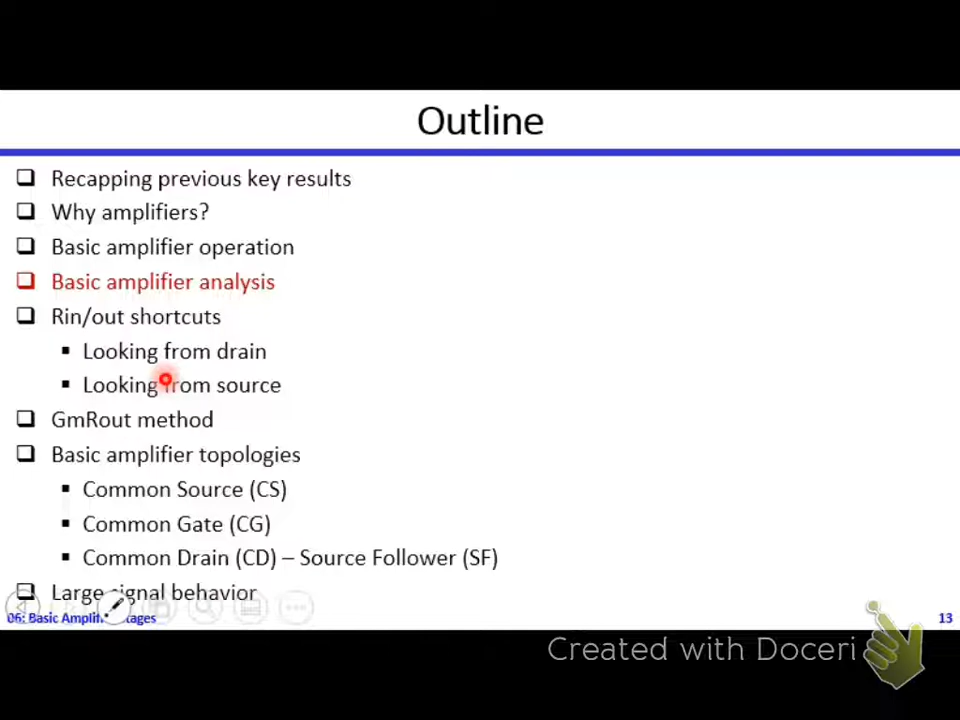 Outline
Recapping previous key results
Why amplifiers?
Basic amplifier operation
Basic amplifier analysis
Rin/out shortcuts
Looking from drain
Looking from source
GmRout method
Basic amplifier topologies
Common Source (CS)
Common Gate (CG)
Common Drain (CD) – Source Follower (SF)
Large signal behavior
06: Basic Amplifier Stages
13
Created with Doceri